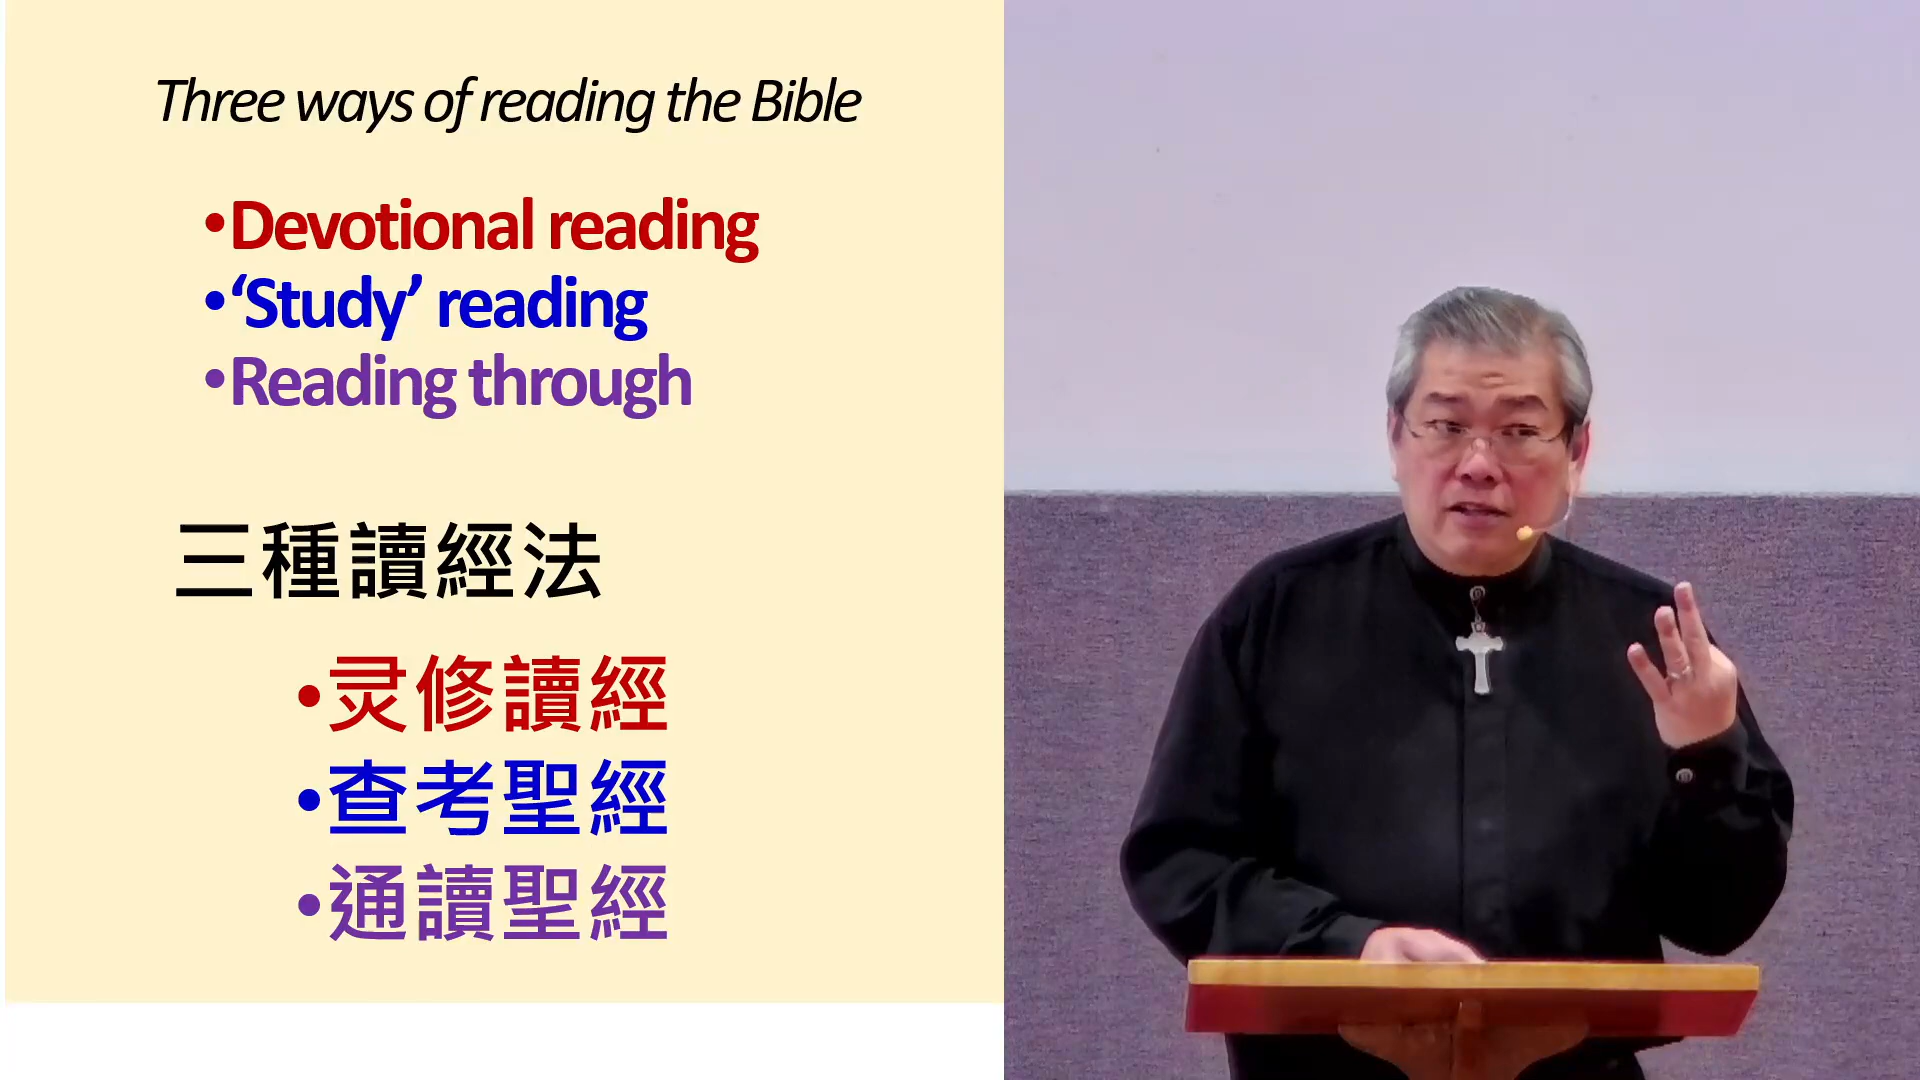 Three ways of reading the Bible
•Devotional reading
•‘Study’ reading
•Reading through
三種讀經法
•灵修讀經
•查考聖經
•通讀聖經